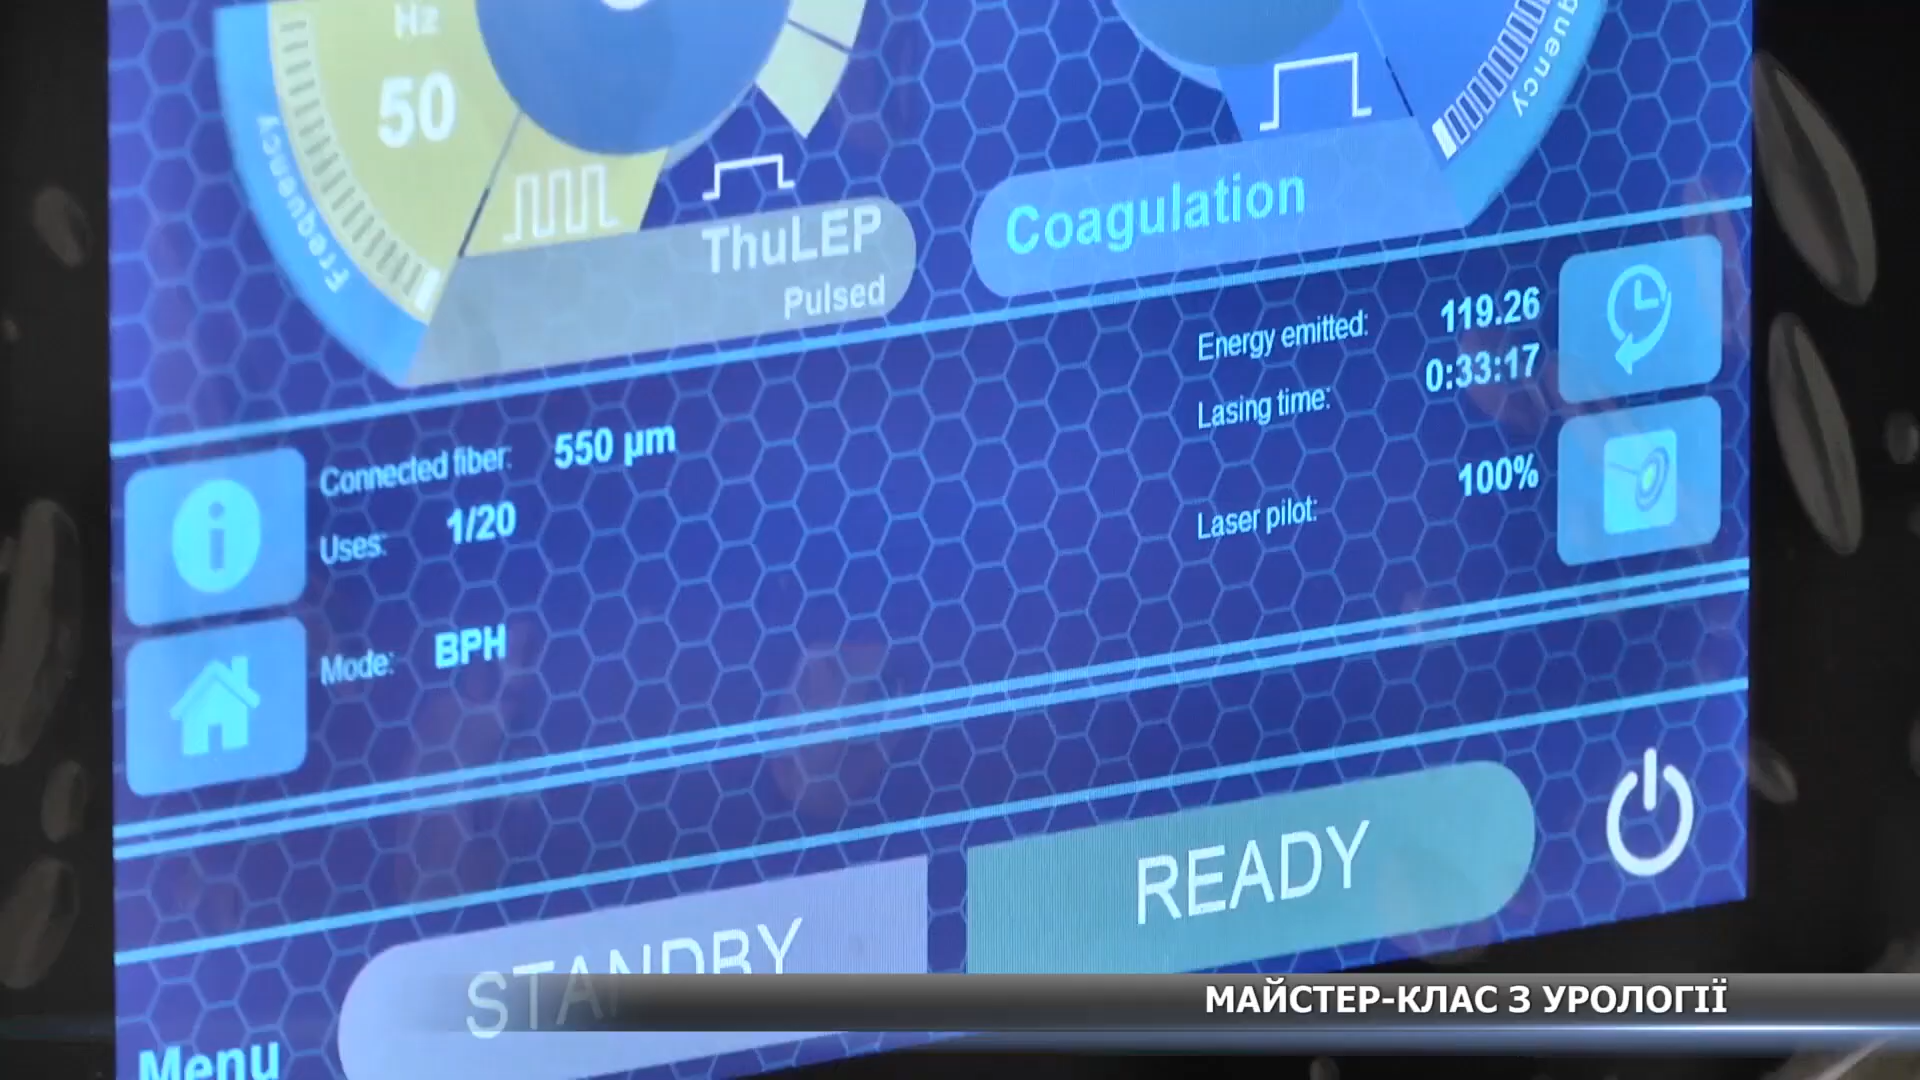 Hz
50
Frequency
ThuLEP
Pulsed
Coagulation
Energy emitted: 119.26
Lasing time: 0:33:17
Laser pilot: 100%
Connected fiber: 550 µm
Uses: 1/20
Mode: BPH
STANDBY
READY
Menu
МАЙСТЕР-КЛАС З УРОЛОГІЇ